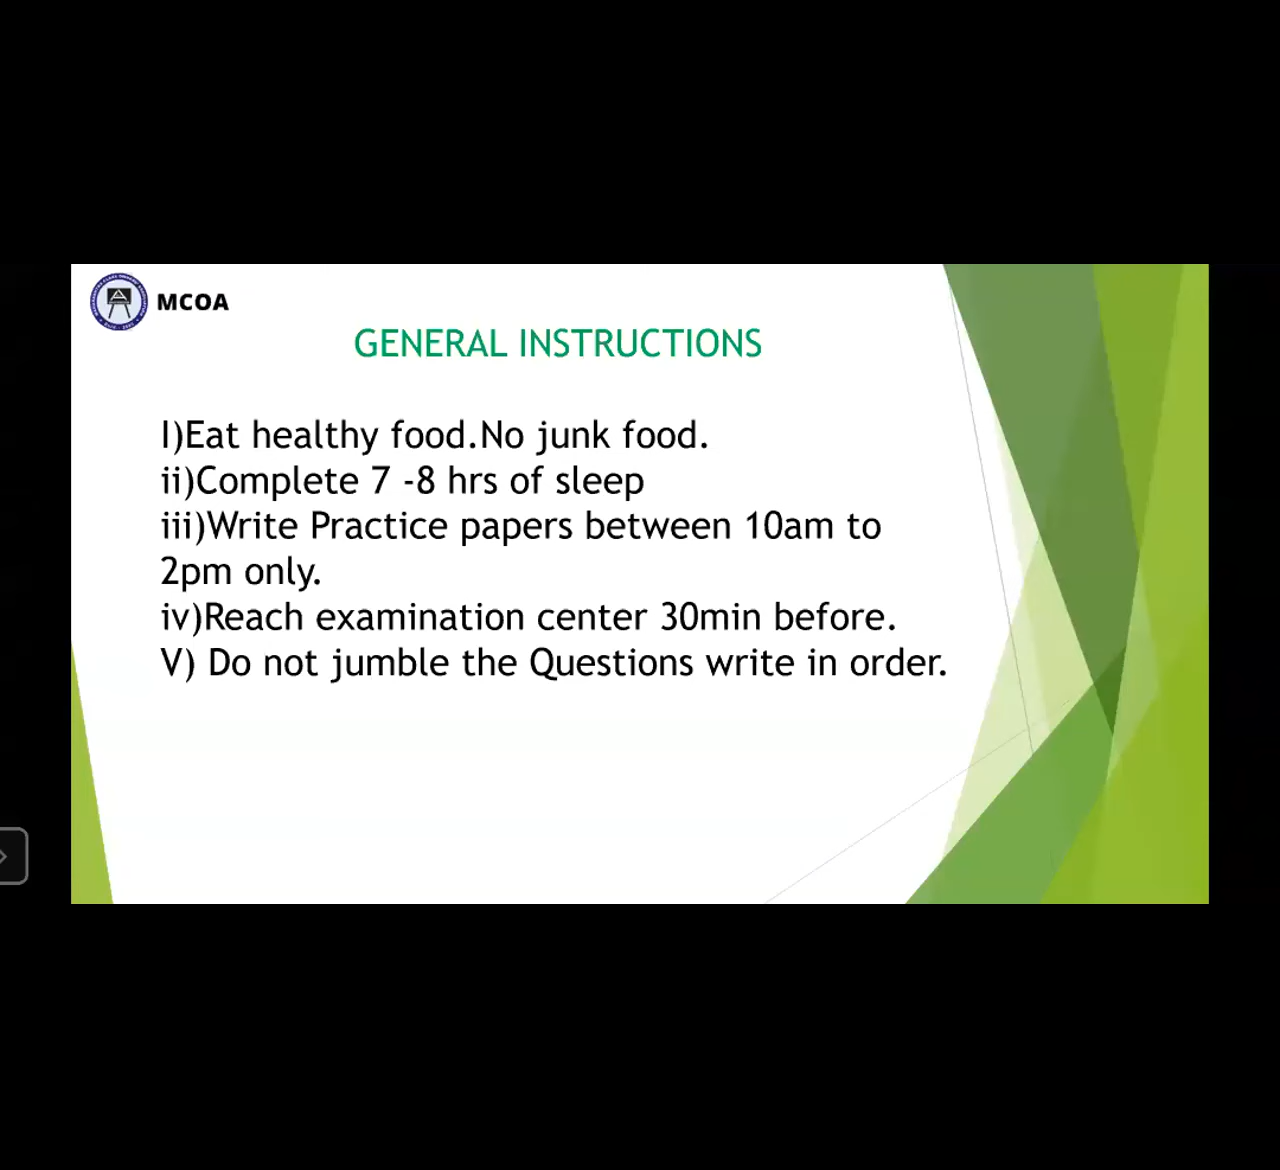 MCOA
GENERAL INSTRUCTIONS
I)Eat healthy food.No junk food.
ii)Complete 7 -8 hrs of sleep
iii)Write Practice papers between 10am to
2pm only.
iv)Reach examination center 30min before.
V) Do not jumble the Questions write in order.